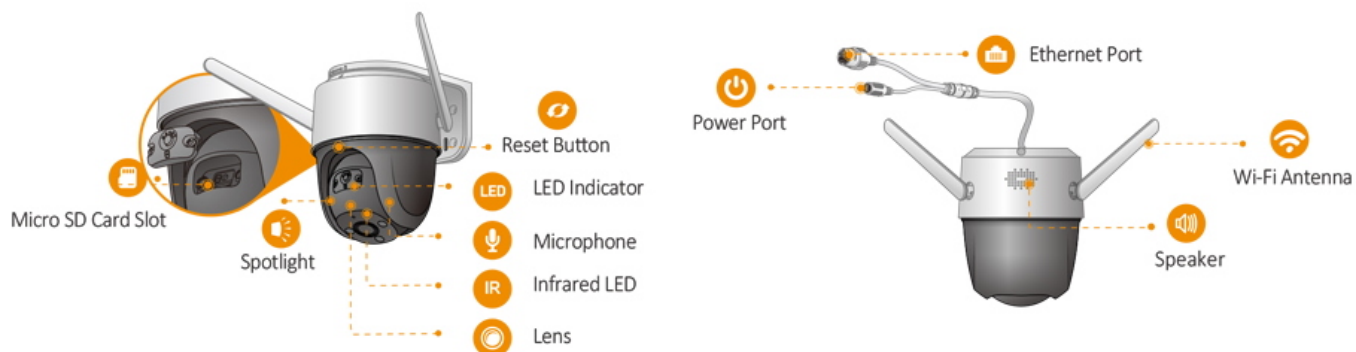 Reset Button
LED
LED Indicator
Micro SD Card Slot
Microphone
Spotlight
IR
Infrared LED
Lens
Ethernet Port
Power Port
Wi-Fi Antenna
Speaker